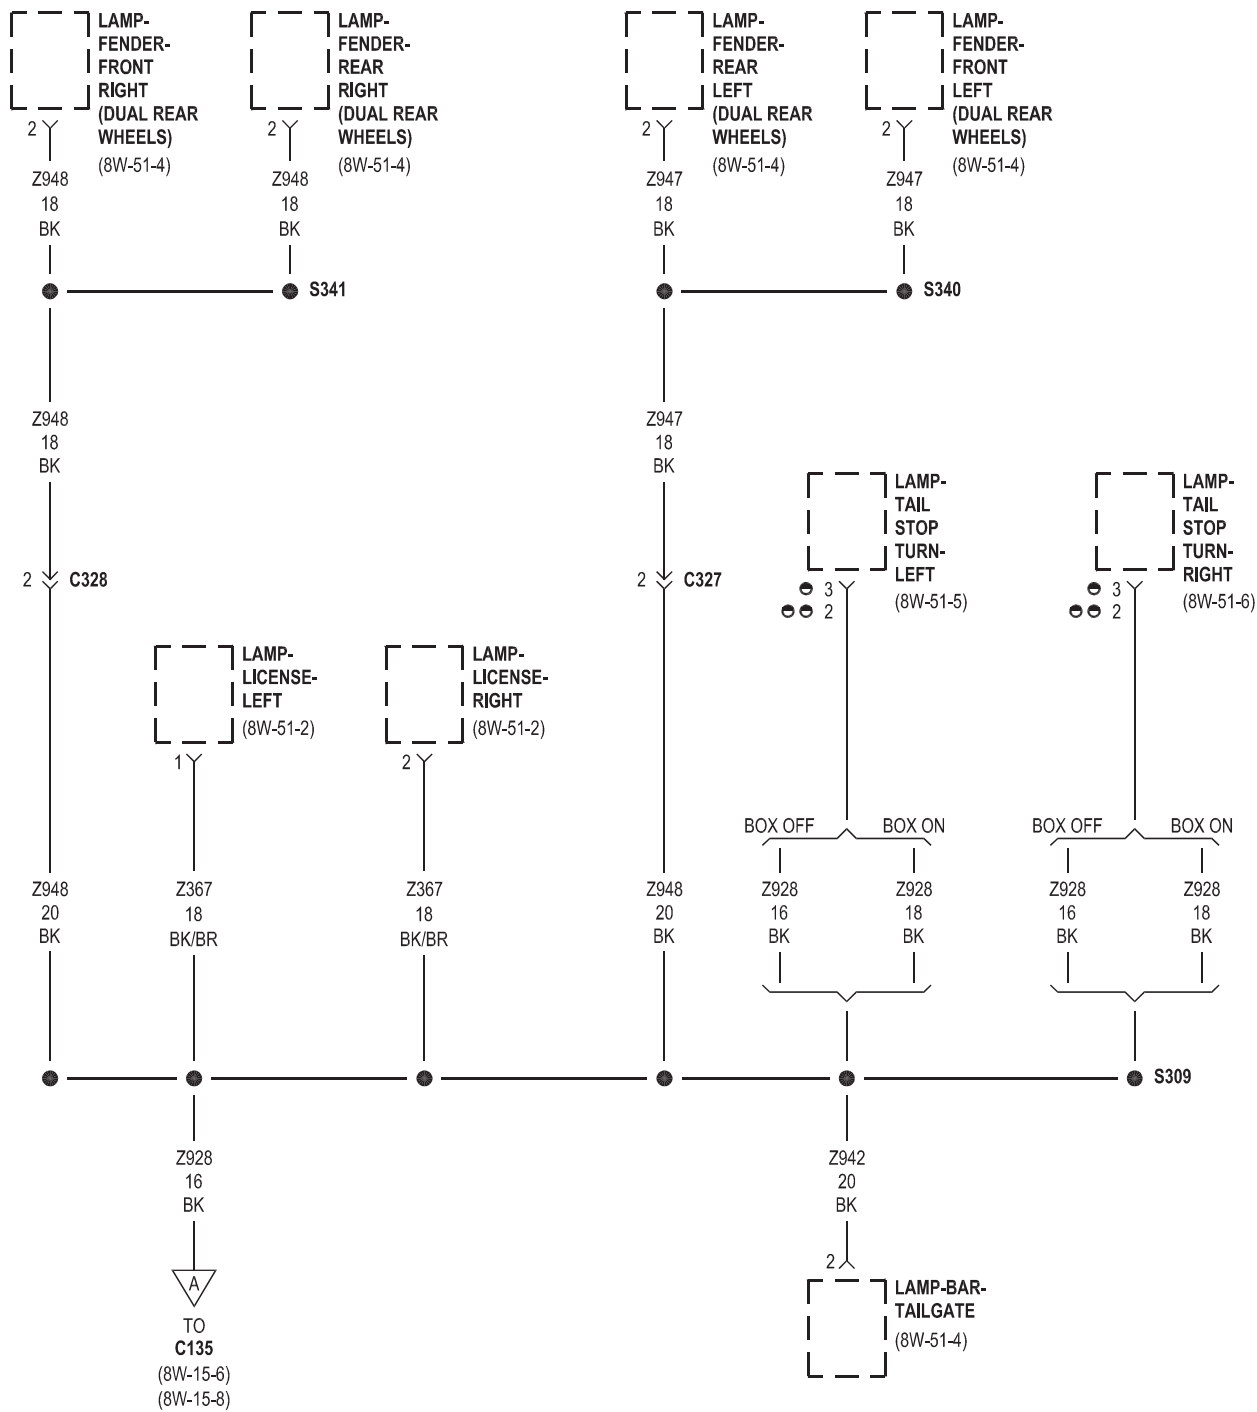 LAMP-
FENDER-
FRONT
RIGHT
(DUAL REAR
WHEELS)
(8W-51-4)
2
Z948
18
BK
LAMP-
FENDER-
REAR
RIGHT
(DUAL REAR
WHEELS)
(8W-51-4)
2
Z948
18
BK
S341
LAMP-
FENDER-
REAR
LEFT
(DUAL REAR
WHEELS)
(8W-51-4)
2
Z947
18
BK
LAMP-
FENDER-
FRONT
LEFT
(DUAL REAR
WHEELS)
(8W-51-4)
2
Z947
18
BK
S340
Z948
18
BK
2 C328
Z947
18
BK
2 C327
LAMP-
TAIL
STOP
TURN-
LEFT
(8W-51-5)
3
2
LAMP-
TAIL
STOP
TURN-
RIGHT
(8W-51-6)
3
2
LAMP-
LICENSE-
LEFT
(8W-51-2)
1
LAMP-
LICENSE-
RIGHT
(8W-51-2)
2
BOX OFF BOX ON
BOX OFF BOX ON
Z948
20
BK
Z367
18
BK/BR
Z367
18
BK/BR
Z948
20
BK
Z928
16
BK
Z928
18
BK
Z928
16
BK
Z928
18
BK
S309
Z928
16
BK
A
TO
C135
(8W-15-6)
(8W-15-8)
Z942
20
BK
2
LAMP-BAR-
TAILGATE
(8W-51-4)